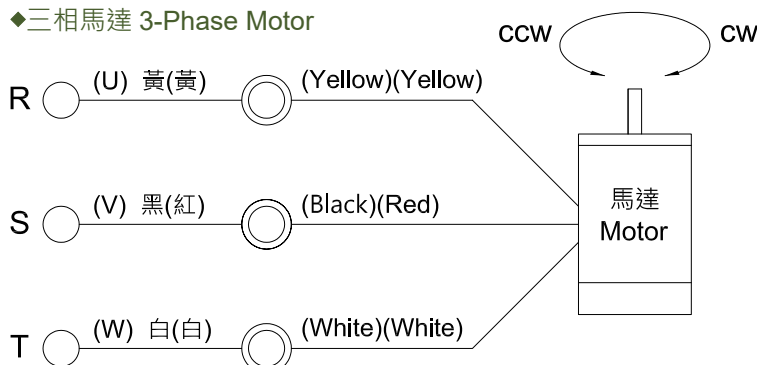 ◆三相馬達 3-Phase Motor
CCW CW
R (U) 黃(黃) (Yellow)(Yellow)
S (V) 黑(紅) (Black)(Red)
馬達
Motor
T (W) 白(白) (White)(White)